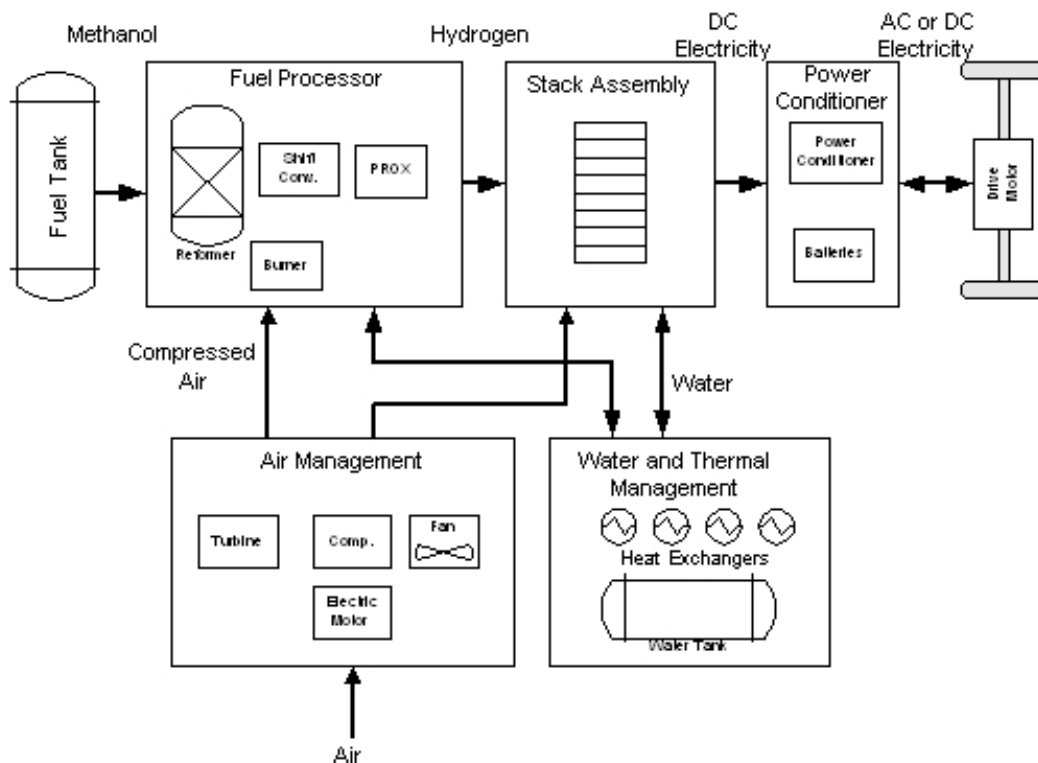 Methanol
Hydrogen
DC
Electricity
AC or DC
Electricity
Fuel Tank
Fuel Processor
Shift
Conv.
PROX
Reformer
Burner
Stack Assembly
Power
Conditioner
Power
Conditioner
Batteries
Drive
Motor
Compressed
Air
Water
Air Management
Turbine
Comp.
Fan
Electric
Motor
Water and Thermal
Management
Heat Exchangers
Water Tank
Air